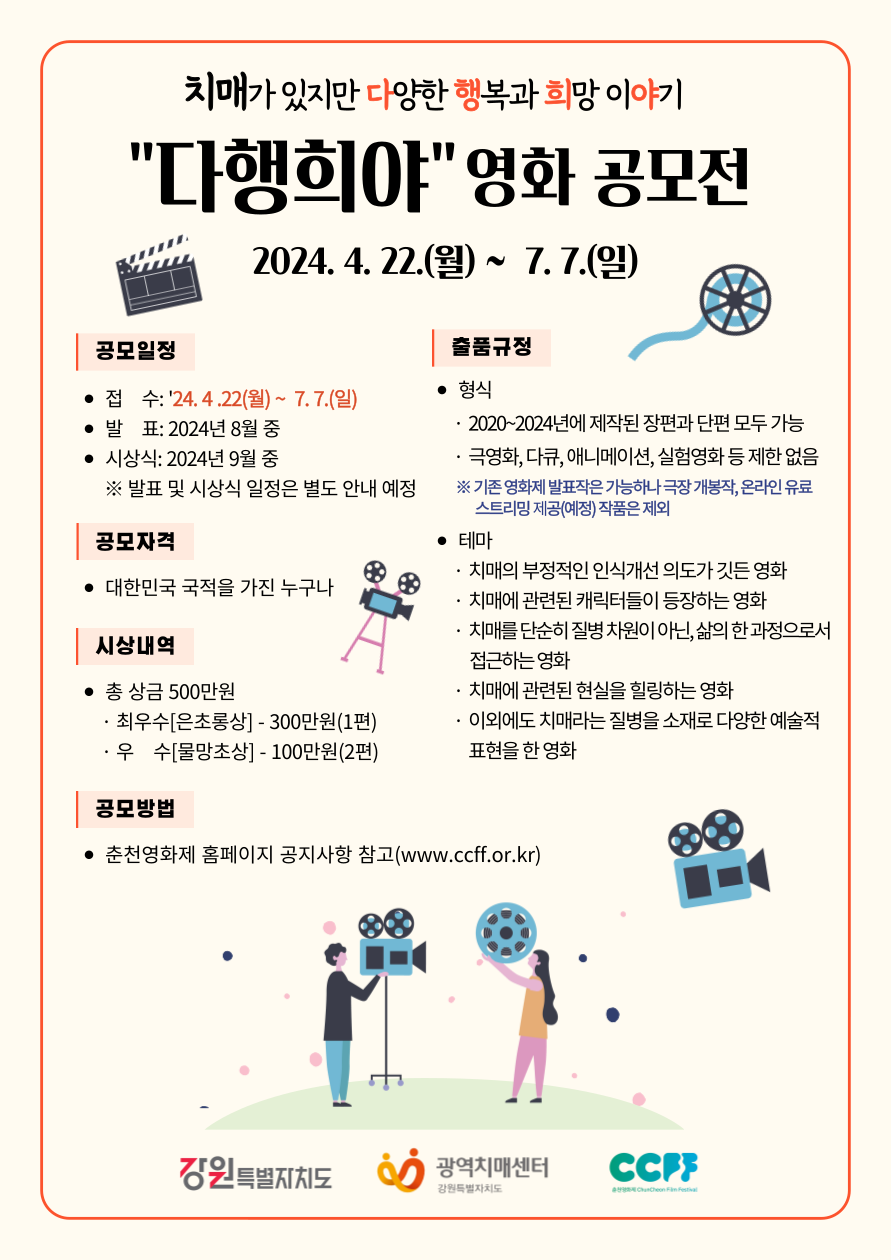 치매가 있지만 다양한 행복과 희망 이야기
"다행희야" 영화 공모전
2024. 4. 22.(월) ~ 7. 7.(일)
공모일정
● 접 수: '24. 4 .22(월) ~ 7. 7.(일)
● 발 표: 2024년 8월 중
● 시상식: 2024년 9월 중
※ 발표 및 시상식 일정은 별도 안내 예정
공모자격
● 대한민국 국적을 가진 누구나
시상내역
● 총 상금 500만원
· 최우수[은초롱상] - 300만원(1편)
· 우 수[물망초상] - 100만원(2편)
공모방법
● 춘천영화제 홈페이지 공지사항 참고(www.ccff.or.kr)
출품규정
● 형식
· 2020~2024년에 제작된 장편과 단편 모두 가능
· 극영화, 다큐, 애니메이션, 실험영화 등 제한 없음
※ 기존 영화제 발표작은 가능하나 극장 개봉작, 온라인 유료
스트리밍 제공(예정) 작품은 제외
● 테마
· 치매의 부정적인 인식개선 의도가 깃든 영화
· 치매에 관련된 캐릭터들이 등장하는 영화
· 치매를 단순히 질병 차원이 아닌, 삶의 한 과정으로서
접근하는 영화
· 치매에 관련된 현실을 힐링하는 영화
· 이외에도 치매라는 질병을 소재로 다양한 예술적
표현을 한 영화
강원특별자치도
광역치매센터
강원특별자치도
CCFF
춘천영화제 ChunCheon Film Festival